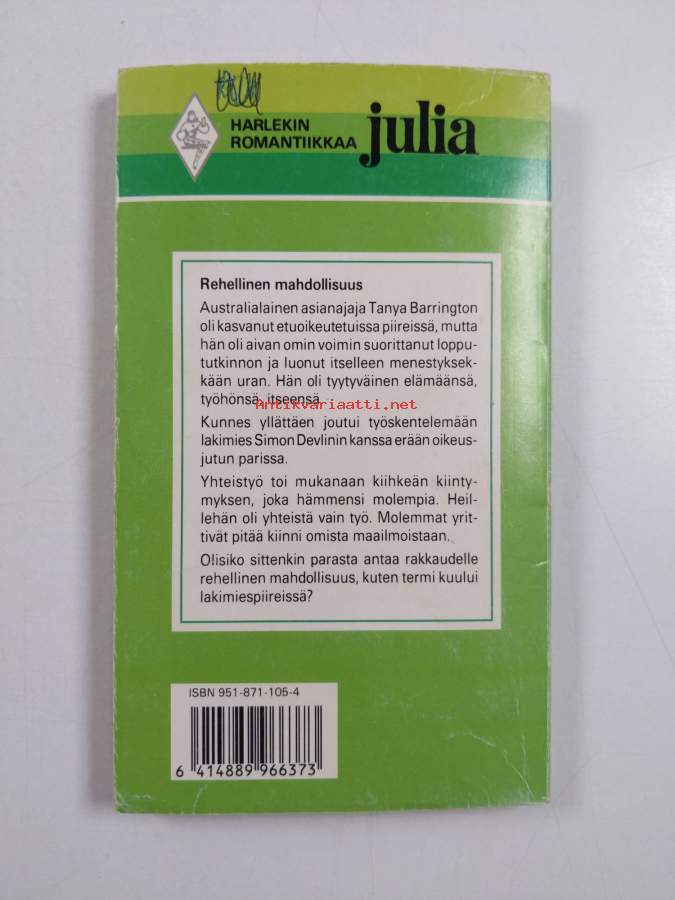 HARLEKIN
ROMANTIIKKAA julia
Rehellinen mahdollisuus
Australialainen asianajaja Tanya Barrington
oli kasvanut etuoikeutetuissa piireissä, mutta
hän oli aivan omin voimin suorittanut loppu-
tutkinnon ja luonut itselleen menestyksek-
kään uran. Hän oli tyytyväinen elämäänsä,
työhönsä, itseensä.
Antikvariaatti.net
Kunnes yllättäen joutui työskentelemään
lakimies Simon Devlinin kanssa erään oikeus-
jutun parissa.
Yhteistyö toi mukanaan kiihkeän kiinty-
myksen, joka hämmensi molempia. Heil-
lehän oli yhteistä vain työ. Molemmat yrit-
tivät pitää kiinni omista maailmoistaan.
Olisiko sittenkin parasta antaa rakkaudelle
rehellinen mahdollisuus, kuten termi kuului
lakimiespiireissä?
ISBN 951-871-105-4
6 414889 966373